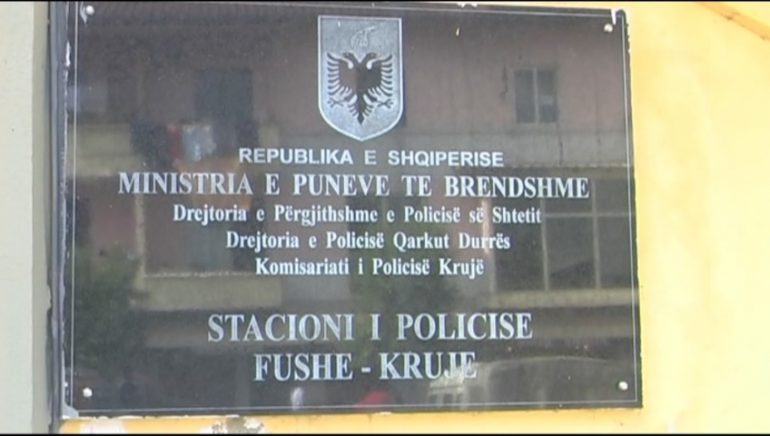 REPUBLIKA E SHQIPERISE
MINISTRIA E PUNEVE TE BRENDSHME
Drejtoria e Përgjithshme e Policisë së Shtetit
Drejtoria e Policisë Qarkut Durrës
Komisariati i Policisë Krujë
STACIONI I POLICISE
FUSHE - KRUJE